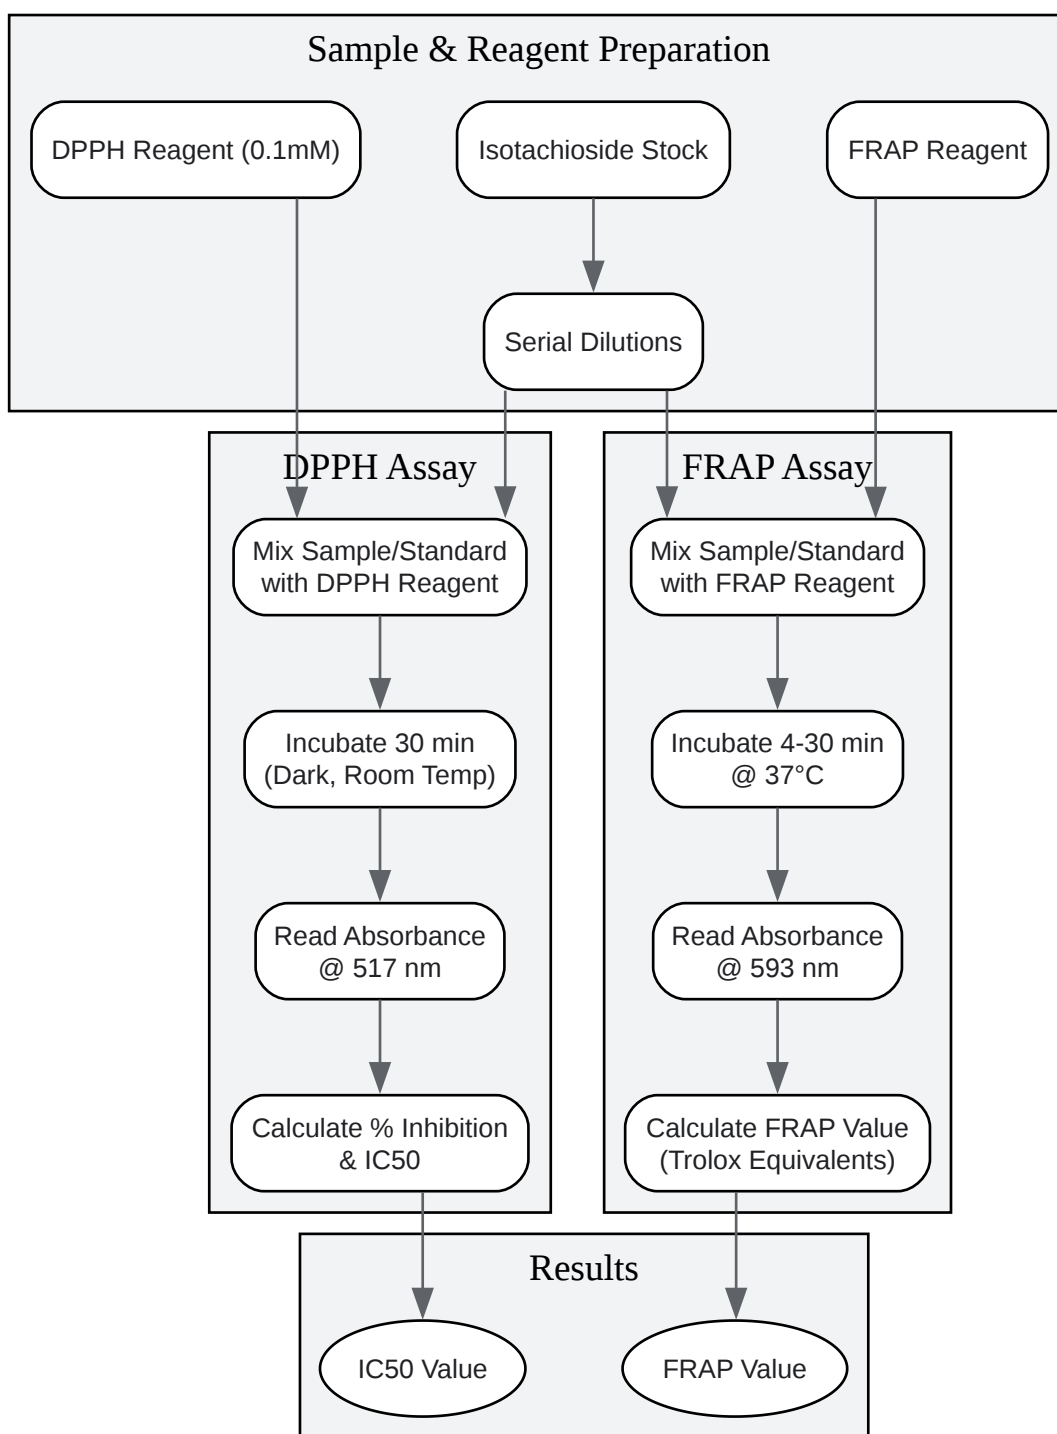 Sample & Reagent Preparation
DPPH Reagent (0.1mM)
Isotachioside Stock
FRAP Reagent
Serial Dilutions
DPPH Assay
Mix Sample/Standard
with DPPH Reagent
Incubate 30 min
(Dark, Room Temp)
Read Absorbance
@ 517 nm
Calculate % Inhibition
& IC50
FRAP Assay
Mix Sample/Standard
with FRAP Reagent
Incubate 4-30 min
@ 37°C
Read Absorbance
@ 593 nm
Calculate FRAP Value
(Trolox Equivalents)
Results
IC50 Value
FRAP Value